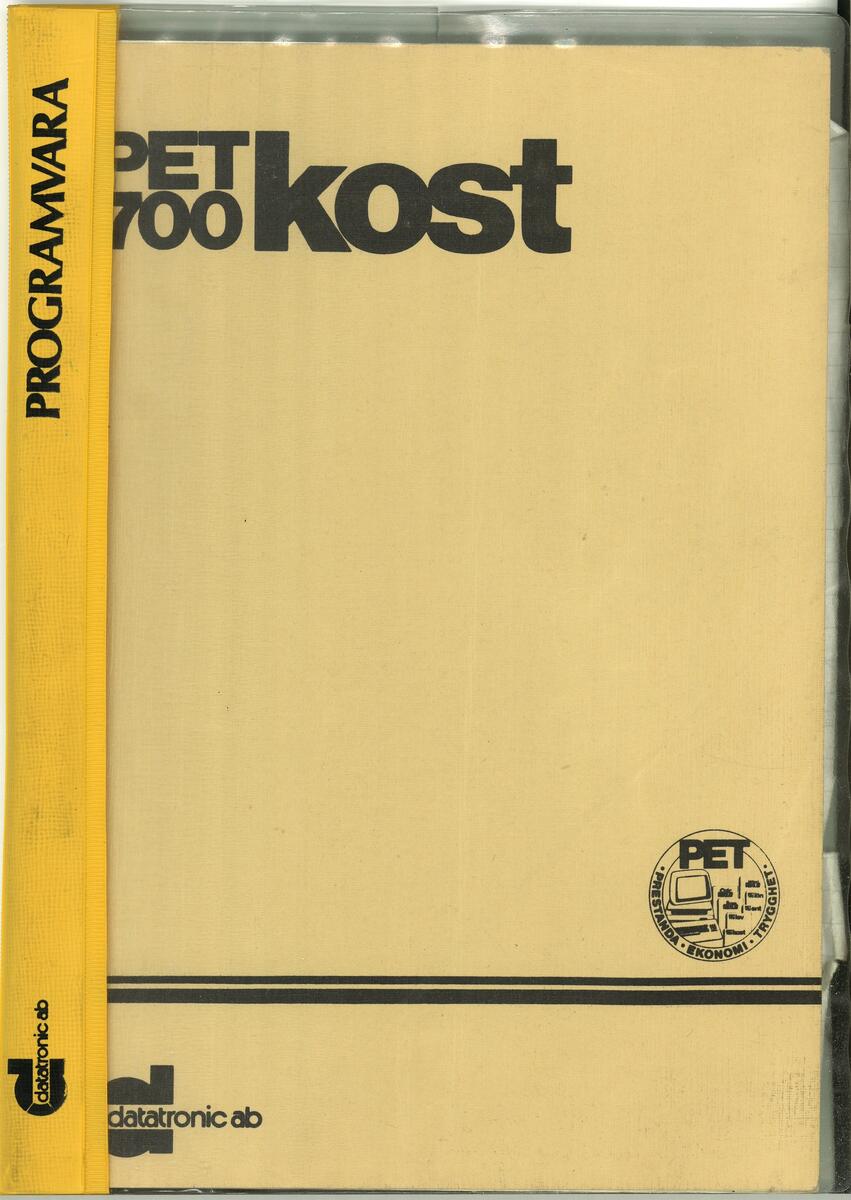 PROGRAMVARA
datatronic ab
PET
700
kost
PET
· PRESTANDA · EKONOMI · TRYGGHET ·
datatronic ab